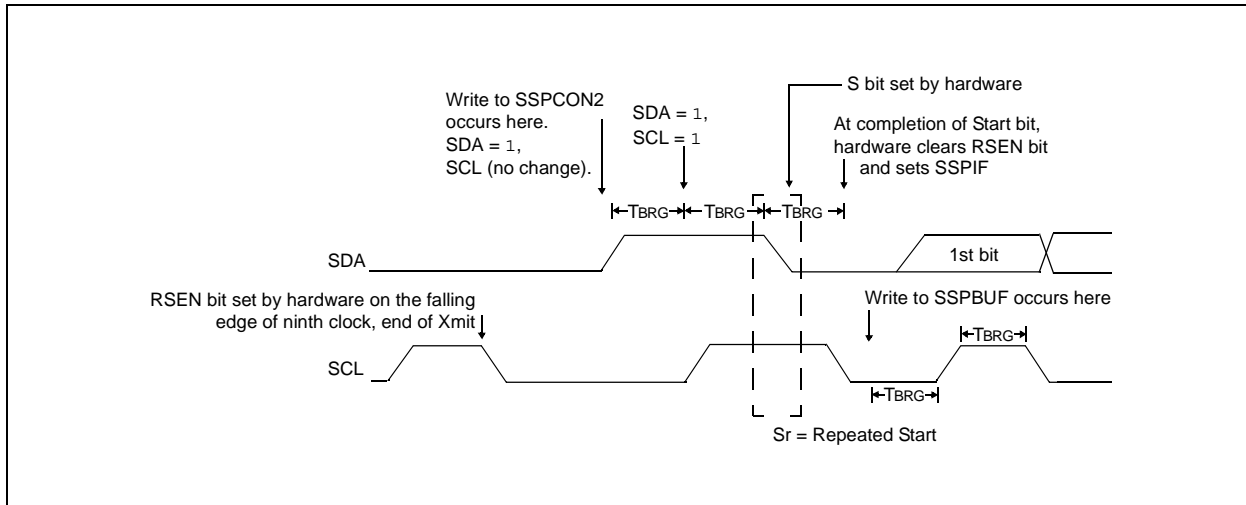 S bit set by hardware
Write to SSPCON2
occurs here.
SDA = 1,
SCL (no change).
SDA = 1,
SCL = 1
At completion of Start bit,
hardware clears RSEN bit
and sets SSPIF
TBRG
TBRG
TBRG
SDA
1st bit
RSEN bit set by hardware on the falling
edge of ninth clock, end of Xmit
Write to SSPBUF occurs here
TBRG
SCL
TBRG
Sr = Repeated Start